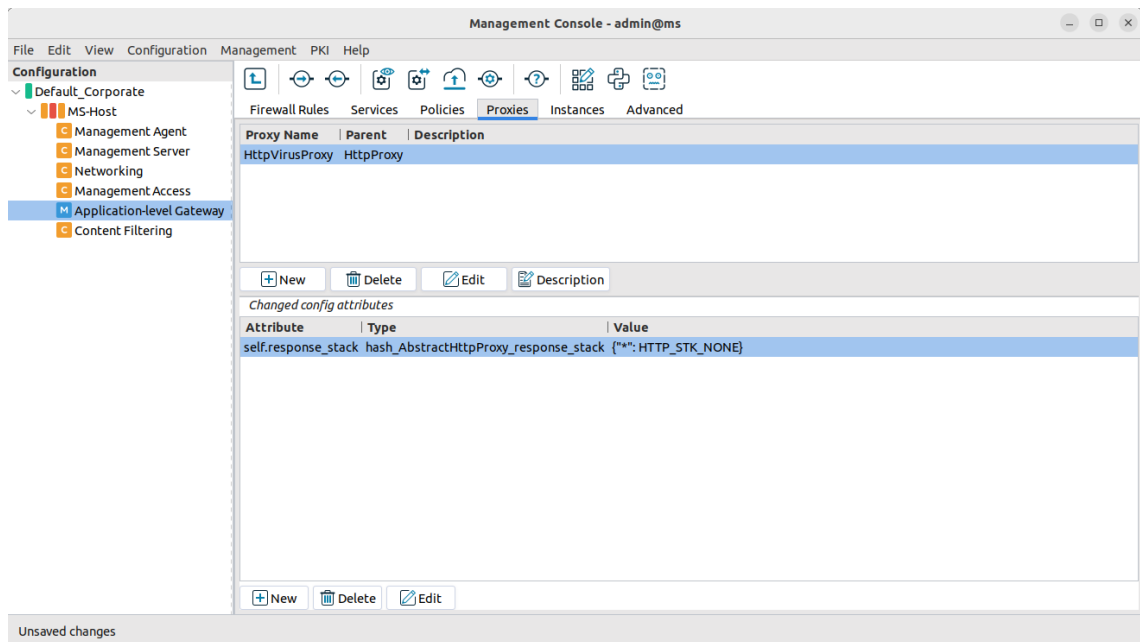 Management Console - admin@ms
File Edit View Configuration Management PKI Help
Configuration
Default_Corporate
MS-Host
C Management Agent
C Management Server
C Networking
C Management Access
M Application-level Gateway
C Content Filtering
Firewall Rules Services Policies Proxies Instances Advanced
Proxy Name Parent Description
HttpVirusProxy HttpProxy
New Delete Edit Description
Changed config attributes
Attribute Type Value
self.response_stack hash_AbstractHttpProxy_response_stack {"*": HTTP_STK_NONE}
New Delete Edit
Unsaved changes